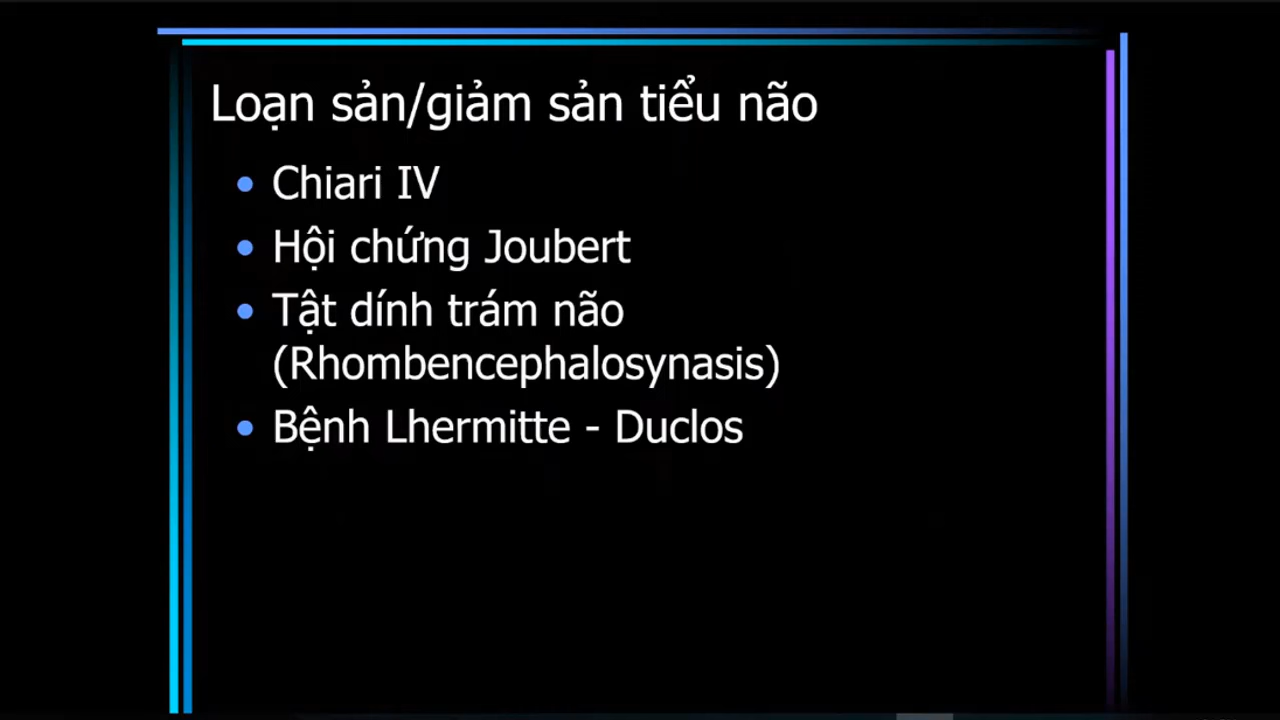 Loạn sản/giảm sản tiểu não
• Chiari IV
• Hội chứng Joubert
• Tật dính trám não
(Rhombencephalosynasis)
• Bệnh Lhermitte - Duclos